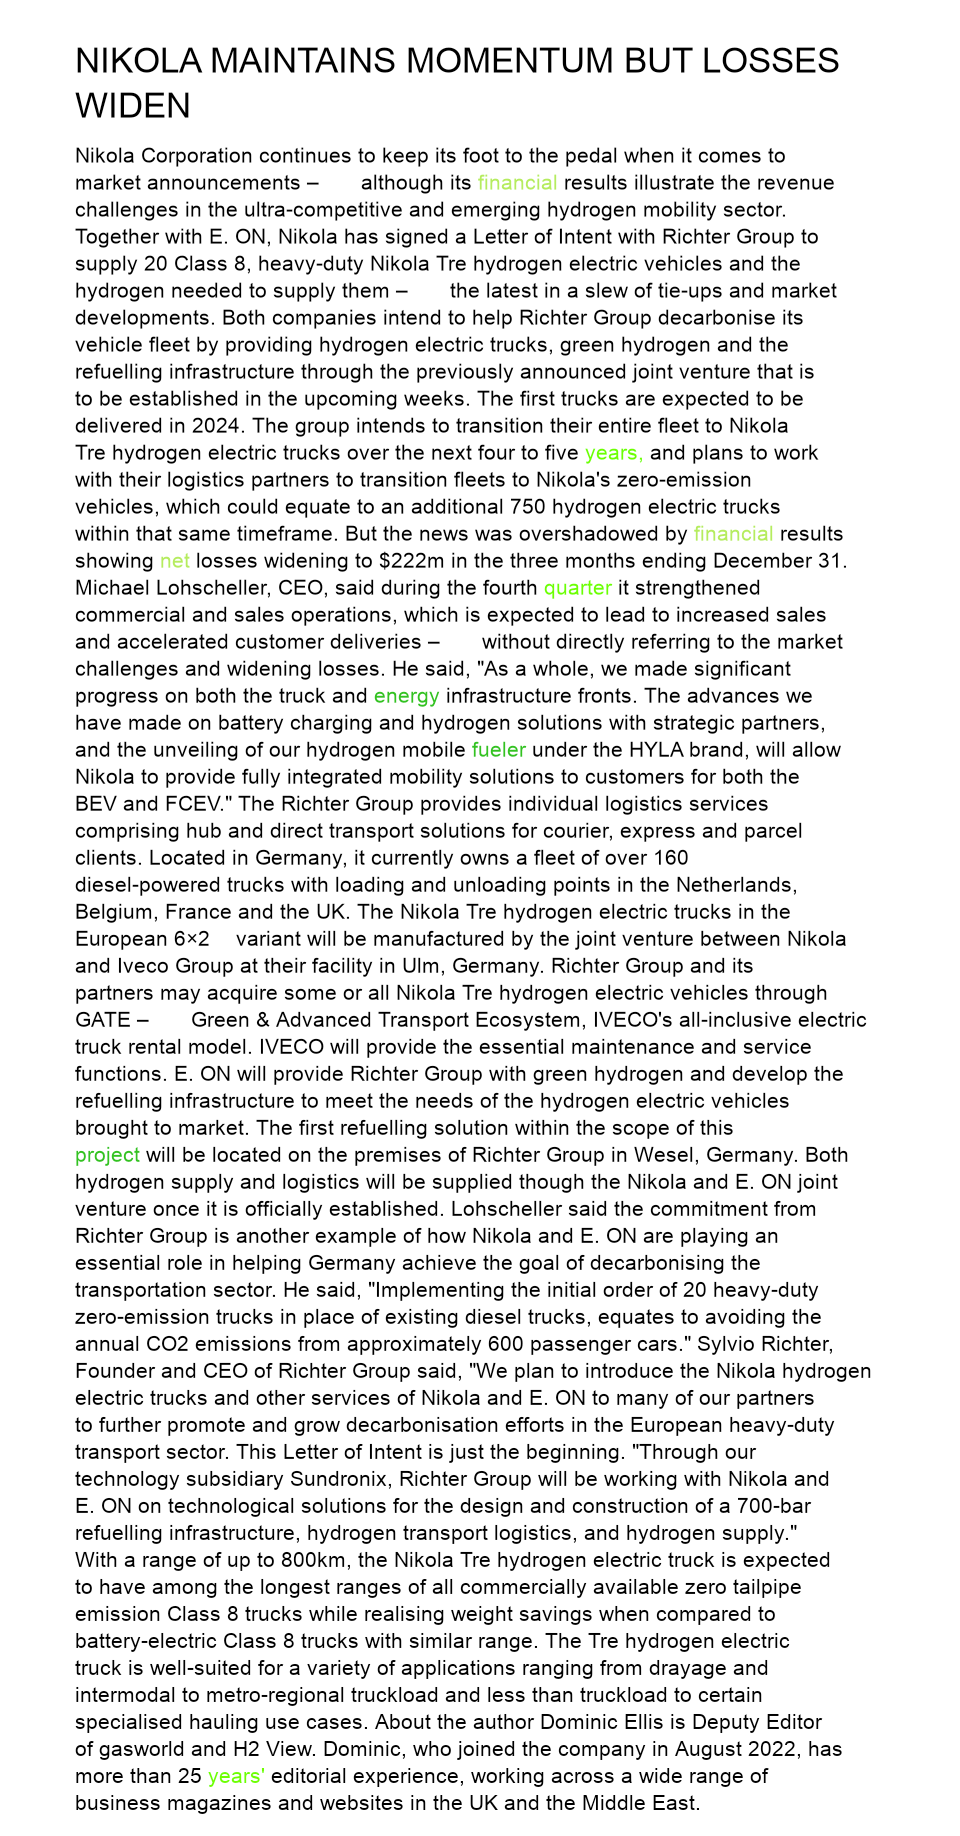 NIKOLA MAINTAINS MOMENTUM BUT LOSSES
WIDEN
Nikola Corporation continues to keep its foot to the pedal when it comes to
market announcements – although its financial results illustrate the revenue
challenges in the ultra-competitive and emerging hydrogen mobility sector.
Together with E. ON, Nikola has signed a Letter of Intent with Richter Group to
supply 20 Class 8, heavy-duty Nikola Tre hydrogen electric vehicles and the
hydrogen needed to supply them – the latest in a slew of tie-ups and market
developments. Both companies intend to help Richter Group decarbonise its
vehicle fleet by providing hydrogen electric trucks, green hydrogen and the
refuelling infrastructure through the previously announced joint venture that is
to be established in the upcoming weeks. The first trucks are expected to be
delivered in 2024. The group intends to transition their entire fleet to Nikola
Tre hydrogen electric trucks over the next four to five years, and plans to work
with their logistics partners to transition fleets to Nikola's zero-emission
vehicles, which could equate to an additional 750 hydrogen electric trucks
within that same timeframe. But the news was overshadowed by financial results
showing net losses widening to $222m in the three months ending December 31.
Michael Lohscheller, CEO, said during the fourth quarter it strengthened
commercial and sales operations, which is expected to lead to increased sales
and accelerated customer deliveries – without directly referring to the market
challenges and widening losses. He said, "As a whole, we made significant
progress on both the truck and energy infrastructure fronts. The advances we
have made on battery charging and hydrogen solutions with strategic partners,
and the unveiling of our hydrogen mobile fueler under the HYLA brand, will allow
Nikola to provide fully integrated mobility solutions to customers for both the
BEV and FCEV." The Richter Group provides individual logistics services
comprising hub and direct transport solutions for courier, express and parcel
clients. Located in Germany, it currently owns a fleet of over 160
diesel-powered trucks with loading and unloading points in the Netherlands,
Belgium, France and the UK. The Nikola Tre hydrogen electric trucks in the
European 6×2 variant will be manufactured by the joint venture between Nikola
and Iveco Group at their facility in Ulm, Germany. Richter Group and its
partners may acquire some or all Nikola Tre hydrogen electric vehicles through
GATE – Green & Advanced Transport Ecosystem, IVECO's all-inclusive electric
truck rental model. IVECO will provide the essential maintenance and service
functions. E. ON will provide Richter Group with green hydrogen and develop the
refuelling infrastructure to meet the needs of the hydrogen electric vehicles
brought to market. The first refuelling solution within the scope of this
project will be located on the premises of Richter Group in Wesel, Germany. Both
hydrogen supply and logistics will be supplied though the Nikola and E. ON joint
venture once it is officially established. Lohscheller said the commitment from
Richter Group is another example of how Nikola and E. ON are playing an
essential role in helping Germany achieve the goal of decarbonising the
transportation sector. He said, "Implementing the initial order of 20 heavy-duty
zero-emission trucks in place of existing diesel trucks, equates to avoiding the
annual CO2 emissions from approximately 600 passenger cars." Sylvio Richter,
Founder and CEO of Richter Group said, "We plan to introduce the Nikola hydrogen
electric trucks and other services of Nikola and E. ON to many of our partners
to further promote and grow decarbonisation efforts in the European heavy-duty
transport sector. This Letter of Intent is just the beginning. "Through our
technology subsidiary Sundronix, Richter Group will be working with Nikola and
E. ON on technological solutions for the design and construction of a 700-bar
refuelling infrastructure, hydrogen transport logistics, and hydrogen supply."
With a range of up to 800km, the Nikola Tre hydrogen electric truck is expected
to have among the longest ranges of all commercially available zero tailpipe
emission Class 8 trucks while realising weight savings when compared to
battery-electric Class 8 trucks with similar range. The Tre hydrogen electric
truck is well-suited for a variety of applications ranging from drayage and
intermodal to metro-regional truckload and less than truckload to certain
specialised hauling use cases. About the author Dominic Ellis is Deputy Editor
of gasworld and H2 View. Dominic, who joined the company in August 2022, has
more than 25 years' editorial experience, working across a wide range of
business magazines and websites in the UK and the Middle East.